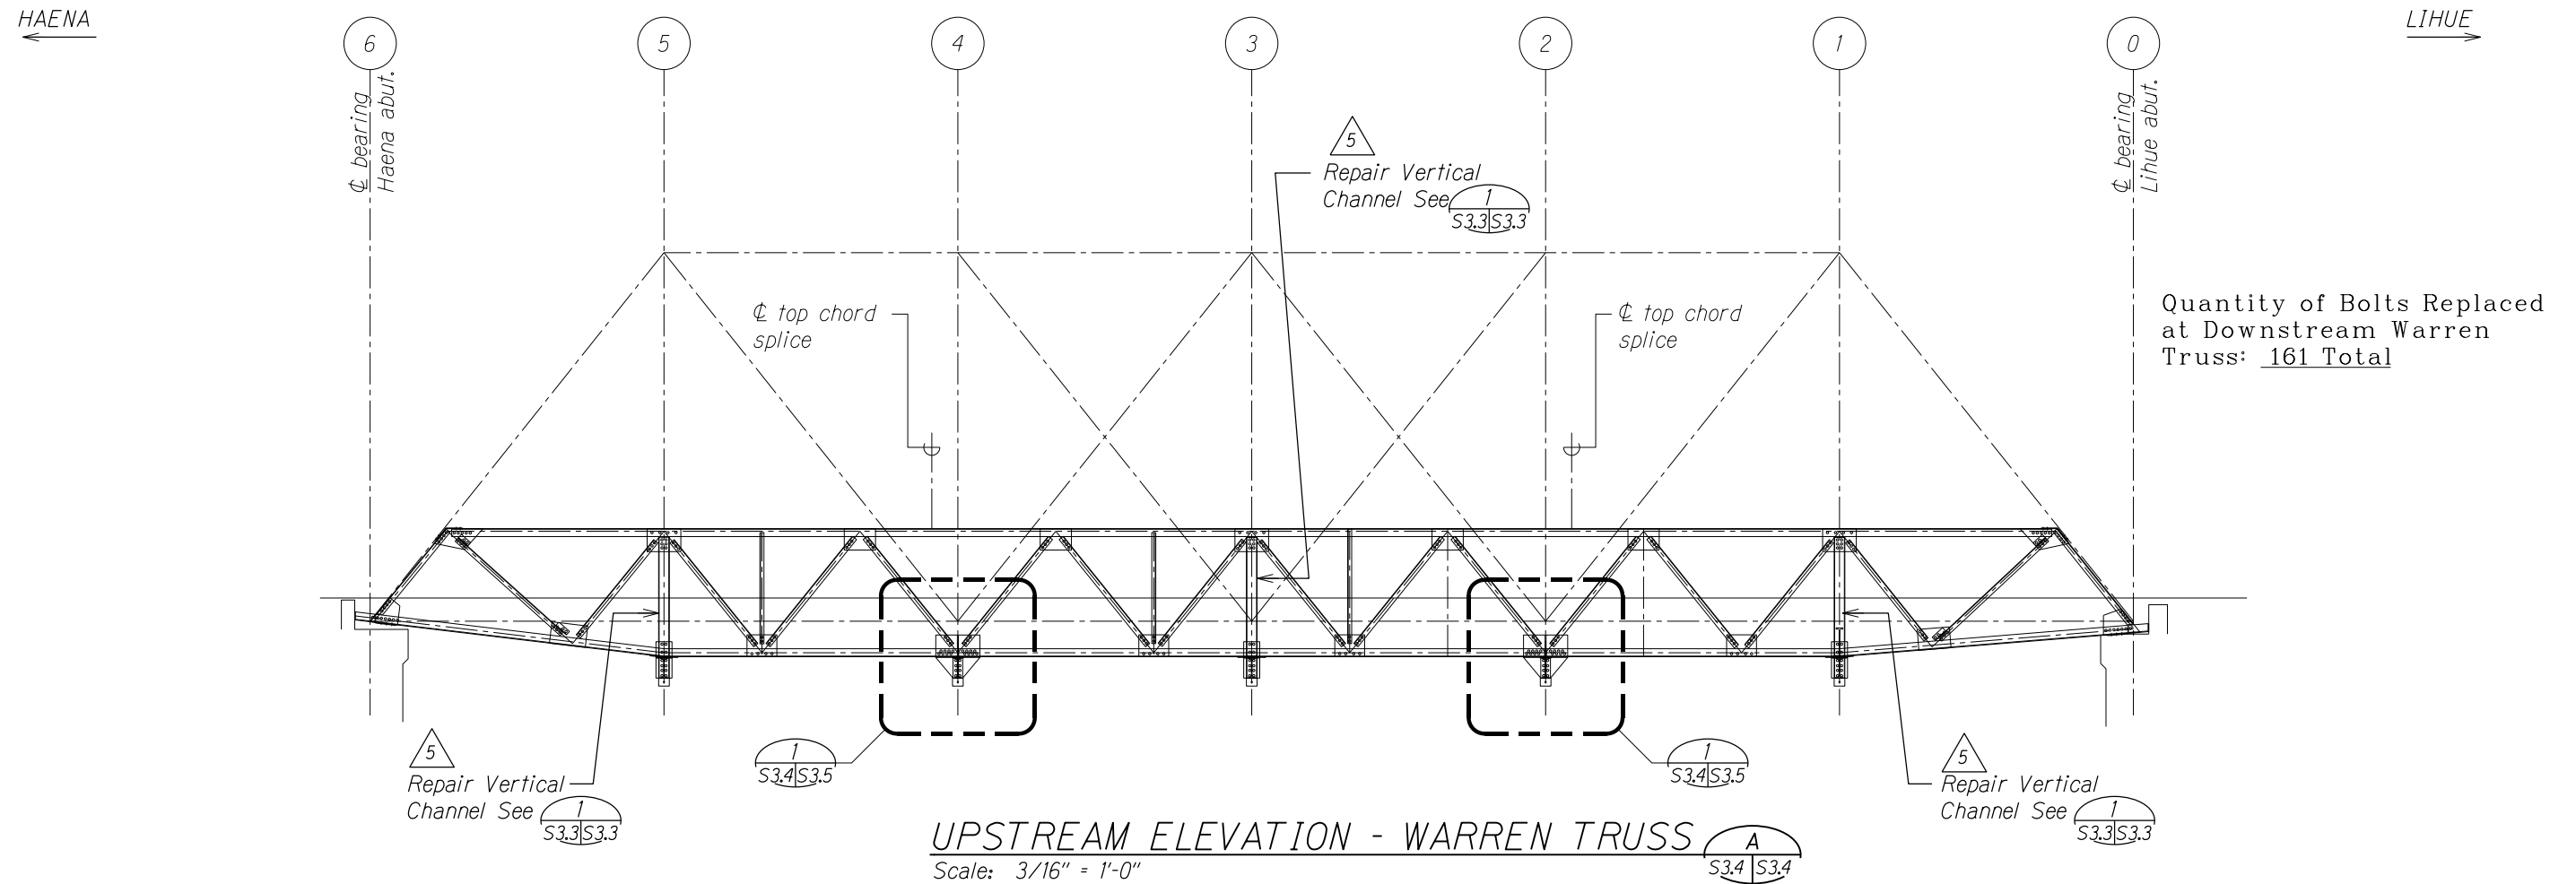 HAENA
LIHUE
6
5
4
3
2
1
0
℄ bearing
Haena abut.
℄ bearing
Lihue abut.
5
Repair Vertical
Channel See
1
S3.3 S3.3
℄ top chord
splice
℄ top chord
splice
Quantity of Bolts Replaced
at Downstream Warren
Truss: 161 Total
5
Repair Vertical
Channel See
1
S3.3 S3.3
1
S3.4 S3.5
1
S3.4 S3.5
5
Repair Vertical
Channel See
1
S3.3 S3.3
UPSTREAM ELEVATION - WARREN TRUSS
A
S3.4 S3.4
Scale: 3/16" = 1'-0"